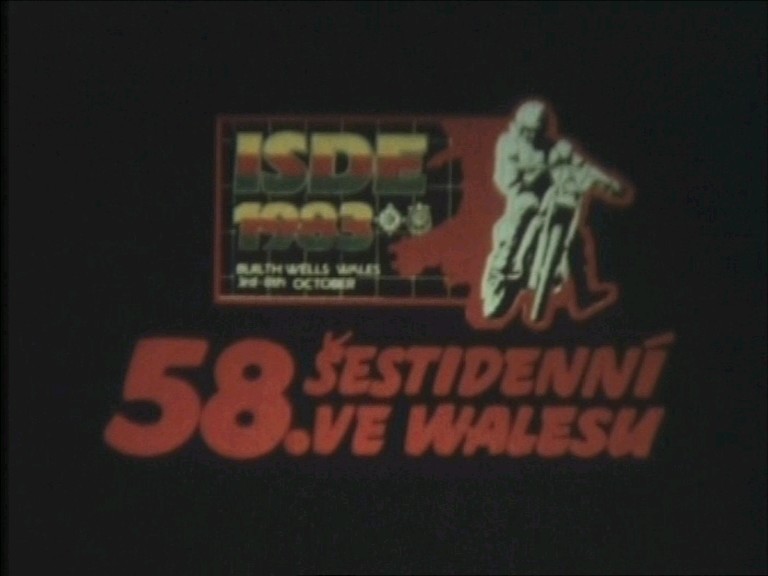 ISDE
1983
BUILTH WELLS WALES
3rd-8th OCTOBER
58. ŠESTIDENNÍ
VE WALESU